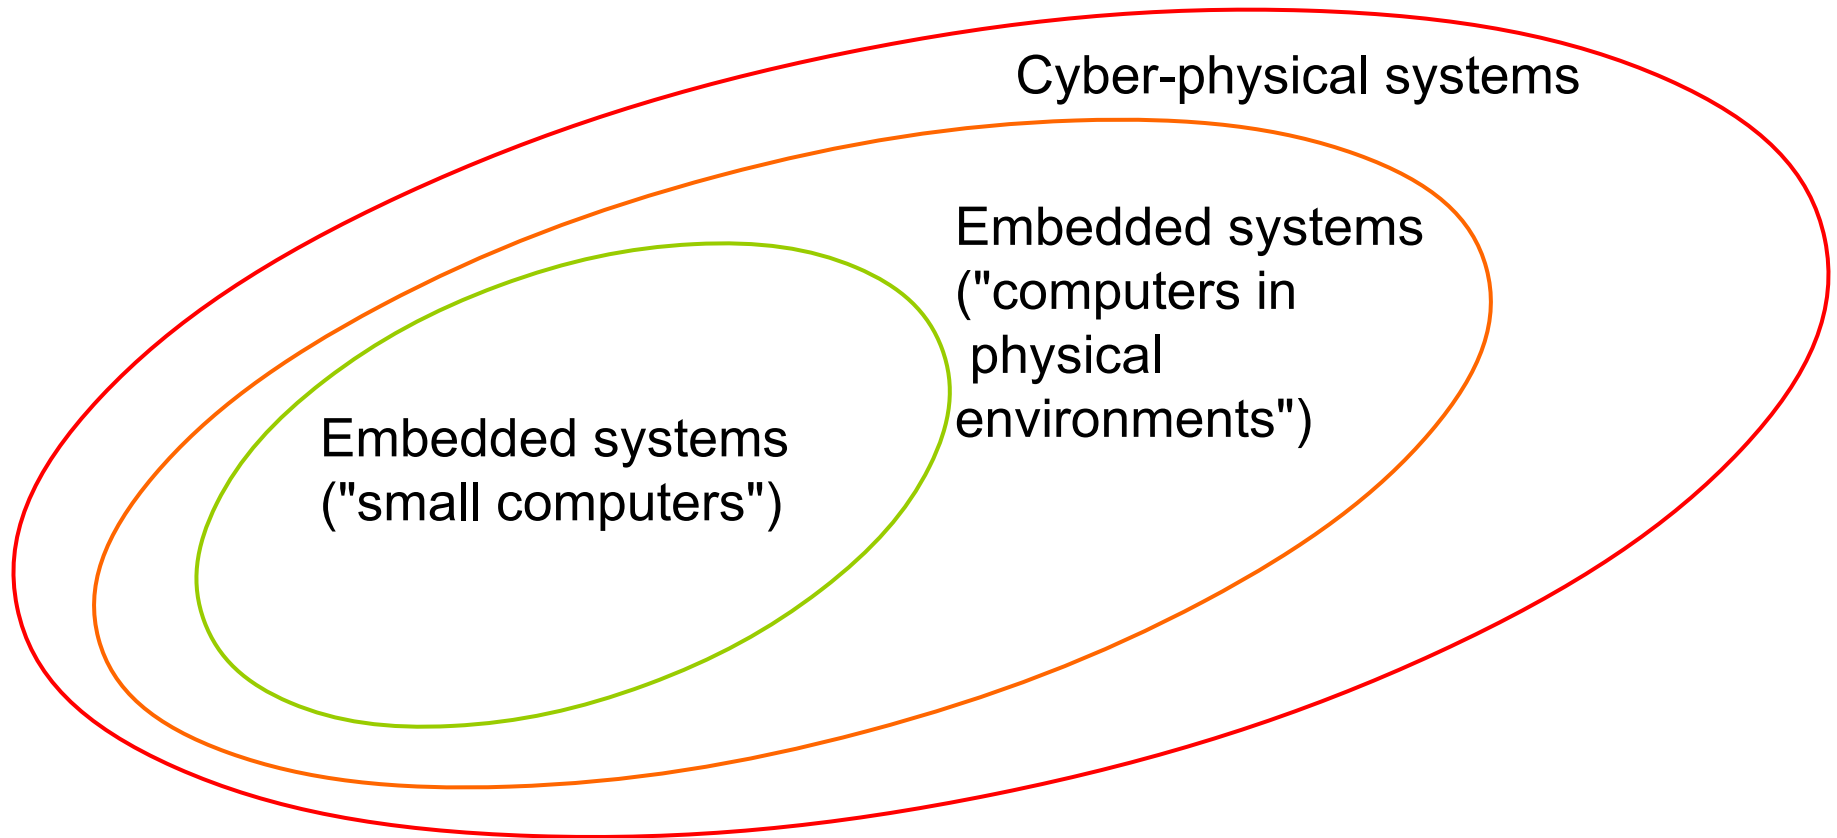 Cyber-physical systems
Embedded systems
("computers in
physical
environments")
Embedded systems
("small computers")